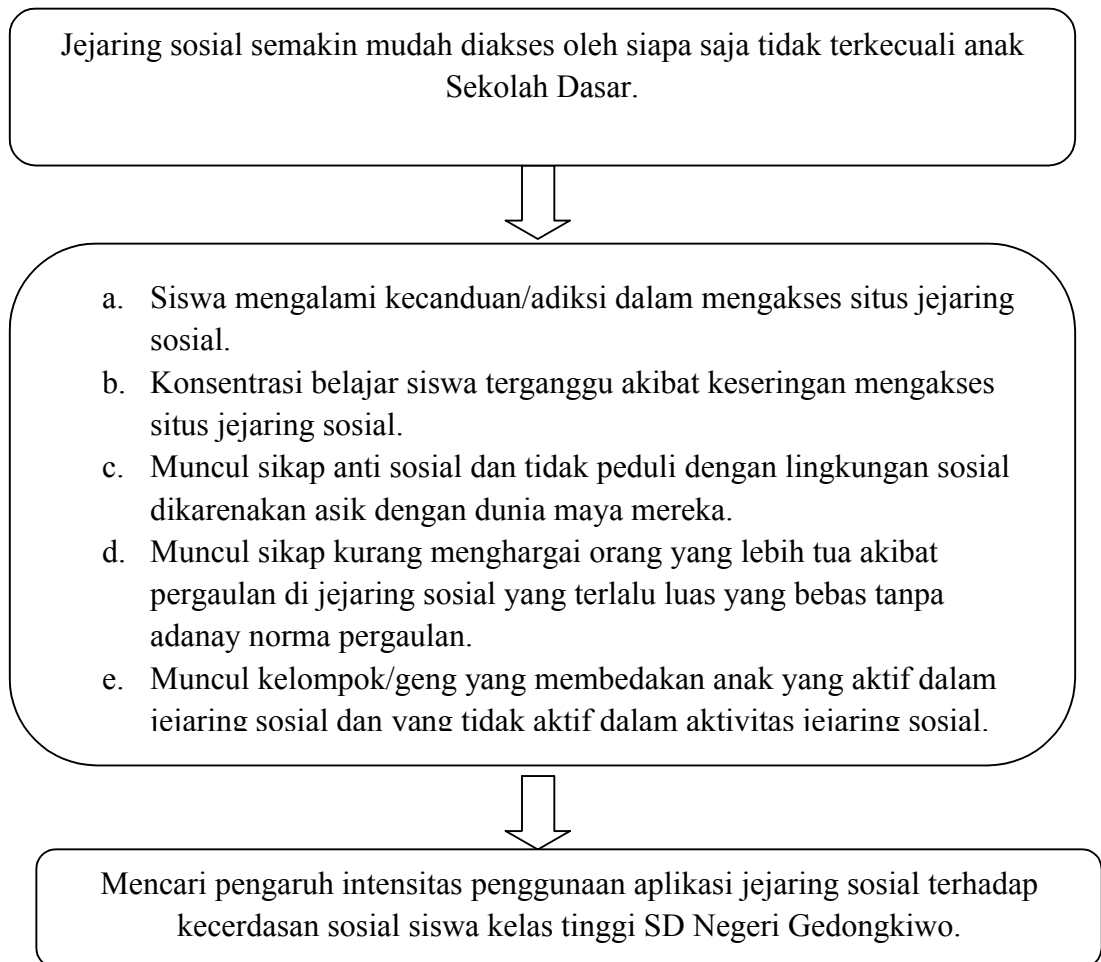 Jejaring sosial semakin mudah diakses oleh siapa saja tidak terkecuali anak
Sekolah Dasar.
a. Siswa mengalami kecanduan/adiksi dalam mengakses situs jejaring
sosial.
b. Konsentrasi belajar siswa terganggu akibat keseringan mengakses
situs jejaring sosial.
c. Muncul sikap anti sosial dan tidak peduli dengan lingkungan sosial
dikarenakan asik dengan dunia maya mereka.
d. Muncul sikap kurang menghargai orang yang lebih tua akibat
pergaulan di jejaring sosial yang terlalu luas yang bebas tanpa
adanay norma pergaulan.
e. Muncul kelompok/geng yang membedakan anak yang aktif dalam
jejaring sosial dan yang tidak aktif dalam aktivitas jejaring sosial.
Mencari pengaruh intensitas penggunaan aplikasi jejaring sosial terhadap
kecerdasan sosial siswa kelas tinggi SD Negeri Gedongkiwo.